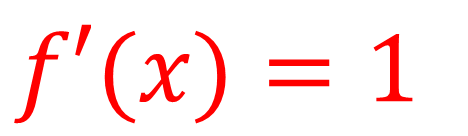 f′(x) = 1